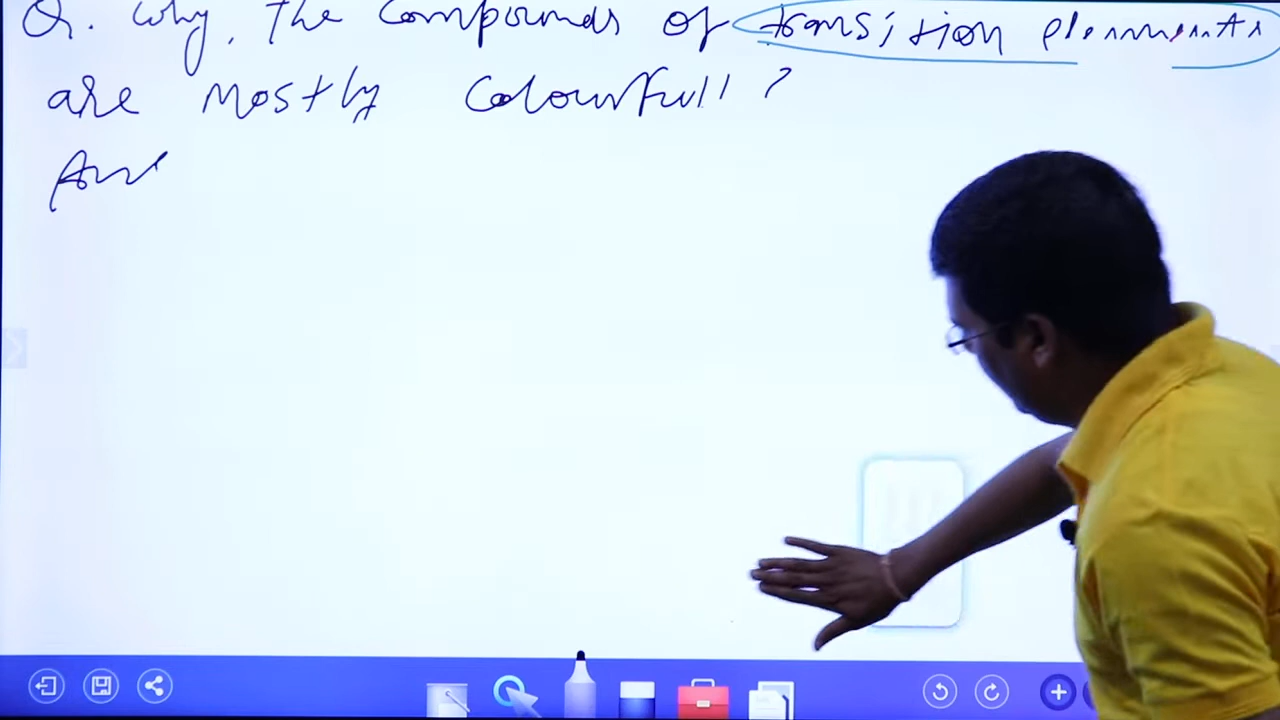 Q. Why, The Compounds of transition elements
are mostly Colourfull ?
Ans